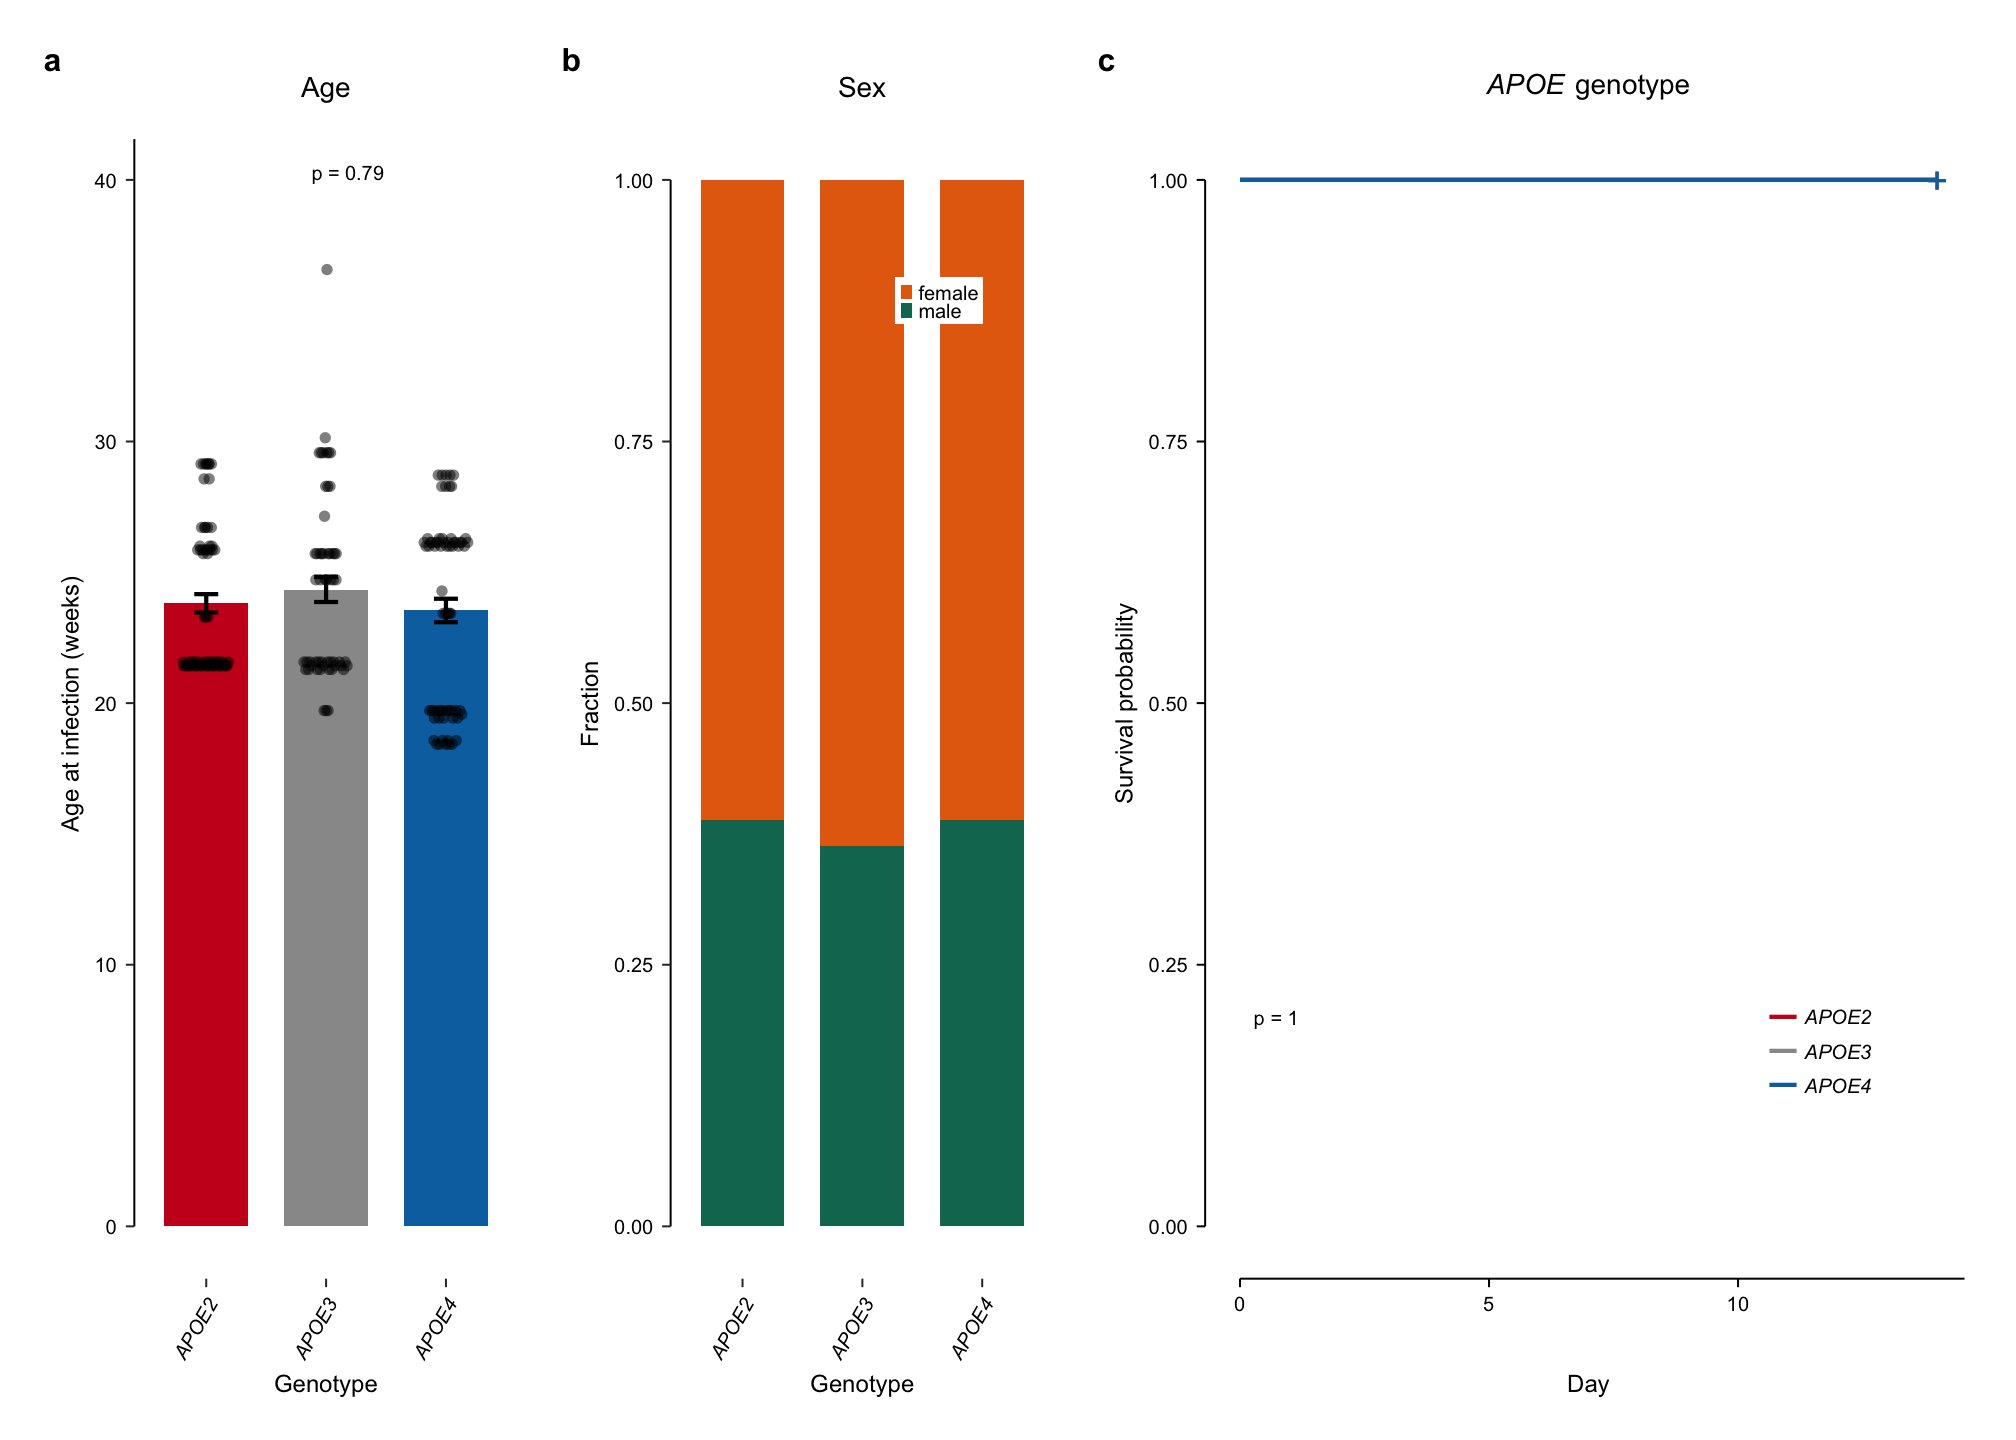 a
Age
p = 0.79
40
30
20
10
0
Age at infection (weeks)
APOE2
APOE3
APOE4
Genotype
b
Sex
female
male
1.00
0.75
0.50
0.25
0.00
Fraction
APOE2
APOE3
APOE4
Genotype
c
APOE genotype
1.00
0.75
0.50
0.25
0.00
Survival probability
p = 1
APOE2
APOE3
APOE4
0
5
10
Day